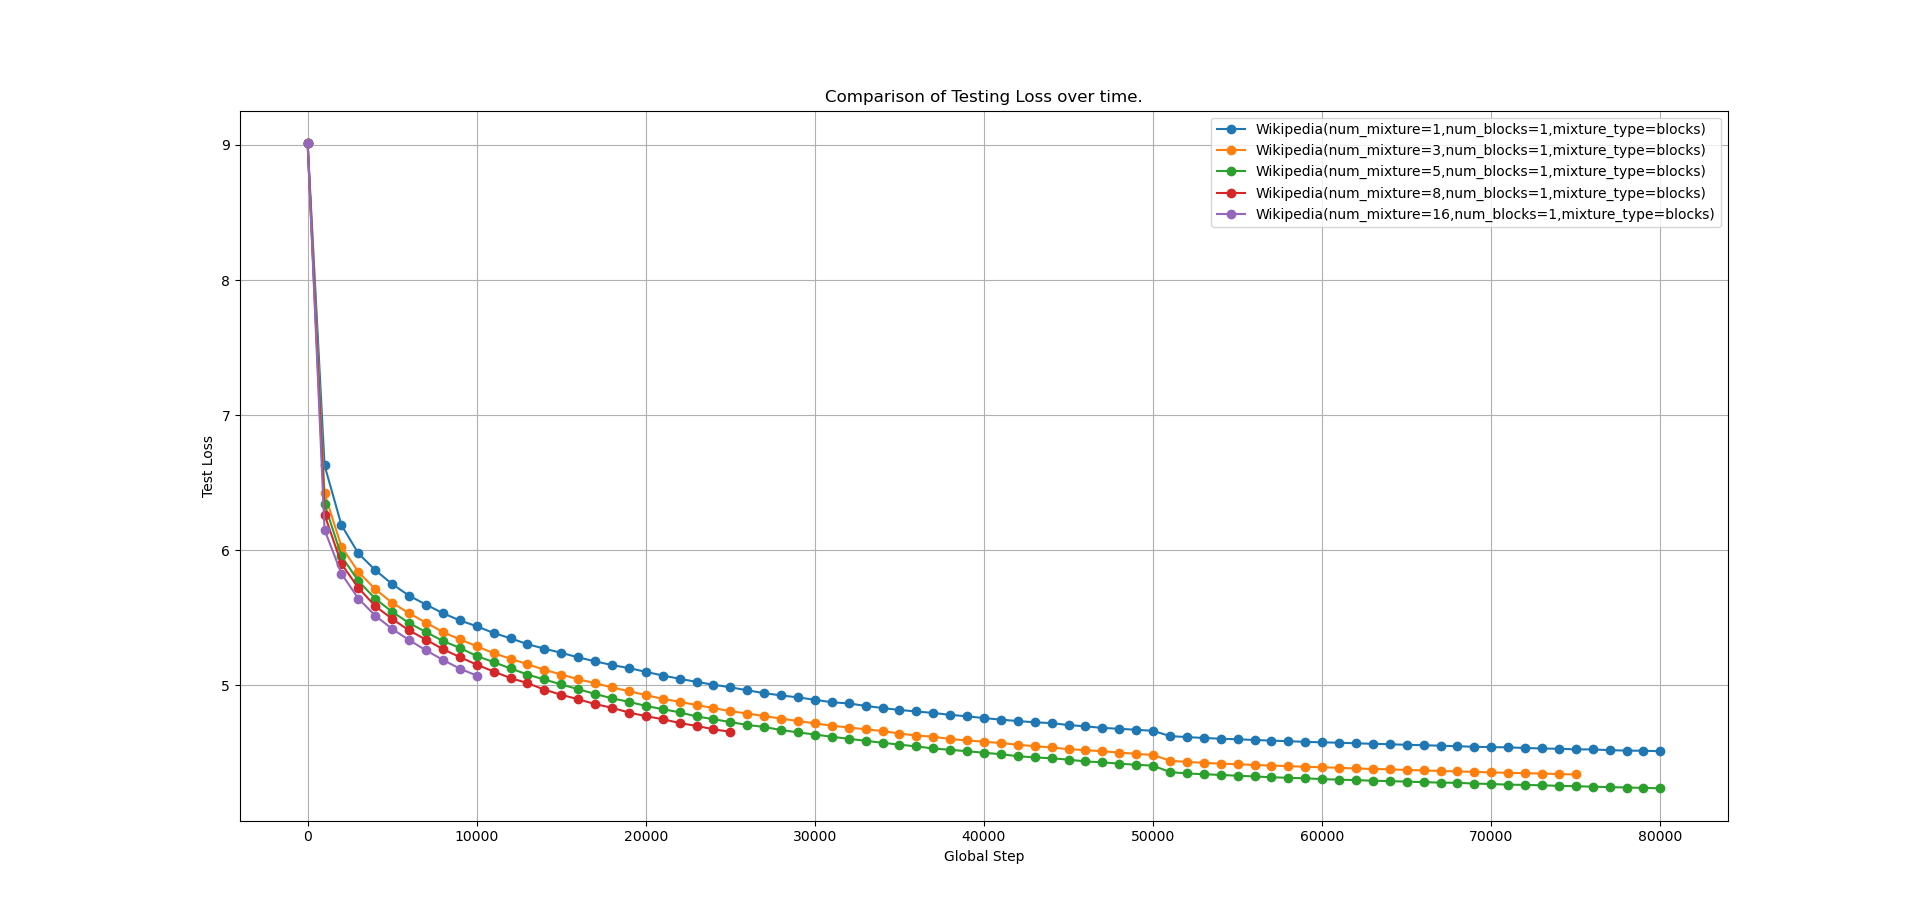 Comparison of Testing Loss over time.
Wikipedia(num_mixture=1,num_blocks=1,mixture_type=blocks)
Wikipedia(num_mixture=3,num_blocks=1,mixture_type=blocks)
Wikipedia(num_mixture=5,num_blocks=1,mixture_type=blocks)
Wikipedia(num_mixture=8,num_blocks=1,mixture_type=blocks)
Wikipedia(num_mixture=16,num_blocks=1,mixture_type=blocks)
9
8
7
6
5
Test Loss
0 10000 20000 30000 40000 50000 60000 70000 80000
Global Step